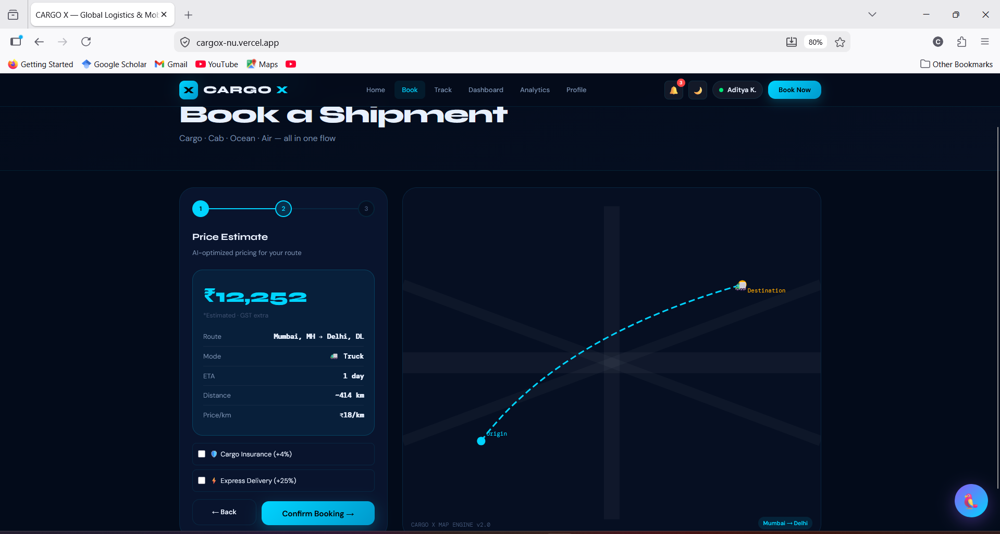 CARGO X — Global Logistics & Mob
cargox-nu.vercel.app
80%
C
Getting Started
Google Scholar
Gmail
YouTube
Maps
Other Bookmarks
X CARGO X
Home
Book
Track
Dashboard
Analytics
Profile
3
Aditya K.
Book Now
Book a Shipment
Cargo · Cab · Ocean · Air — all in one flow
1
2
3
Price Estimate
AI-optimized pricing for your route
₹12,252
*Estimated · GST extra
Route Mumbai, MH → Delhi, DL
Mode Truck
ETA 1 day
Distance ~414 km
Price/km ₹18/km
Cargo Insurance (+4%)
Express Delivery (+25%)
← Back
Confirm Booking →
Destination
Origin
CARGO X MAP ENGINE v2.0
Mumbai → Delhi